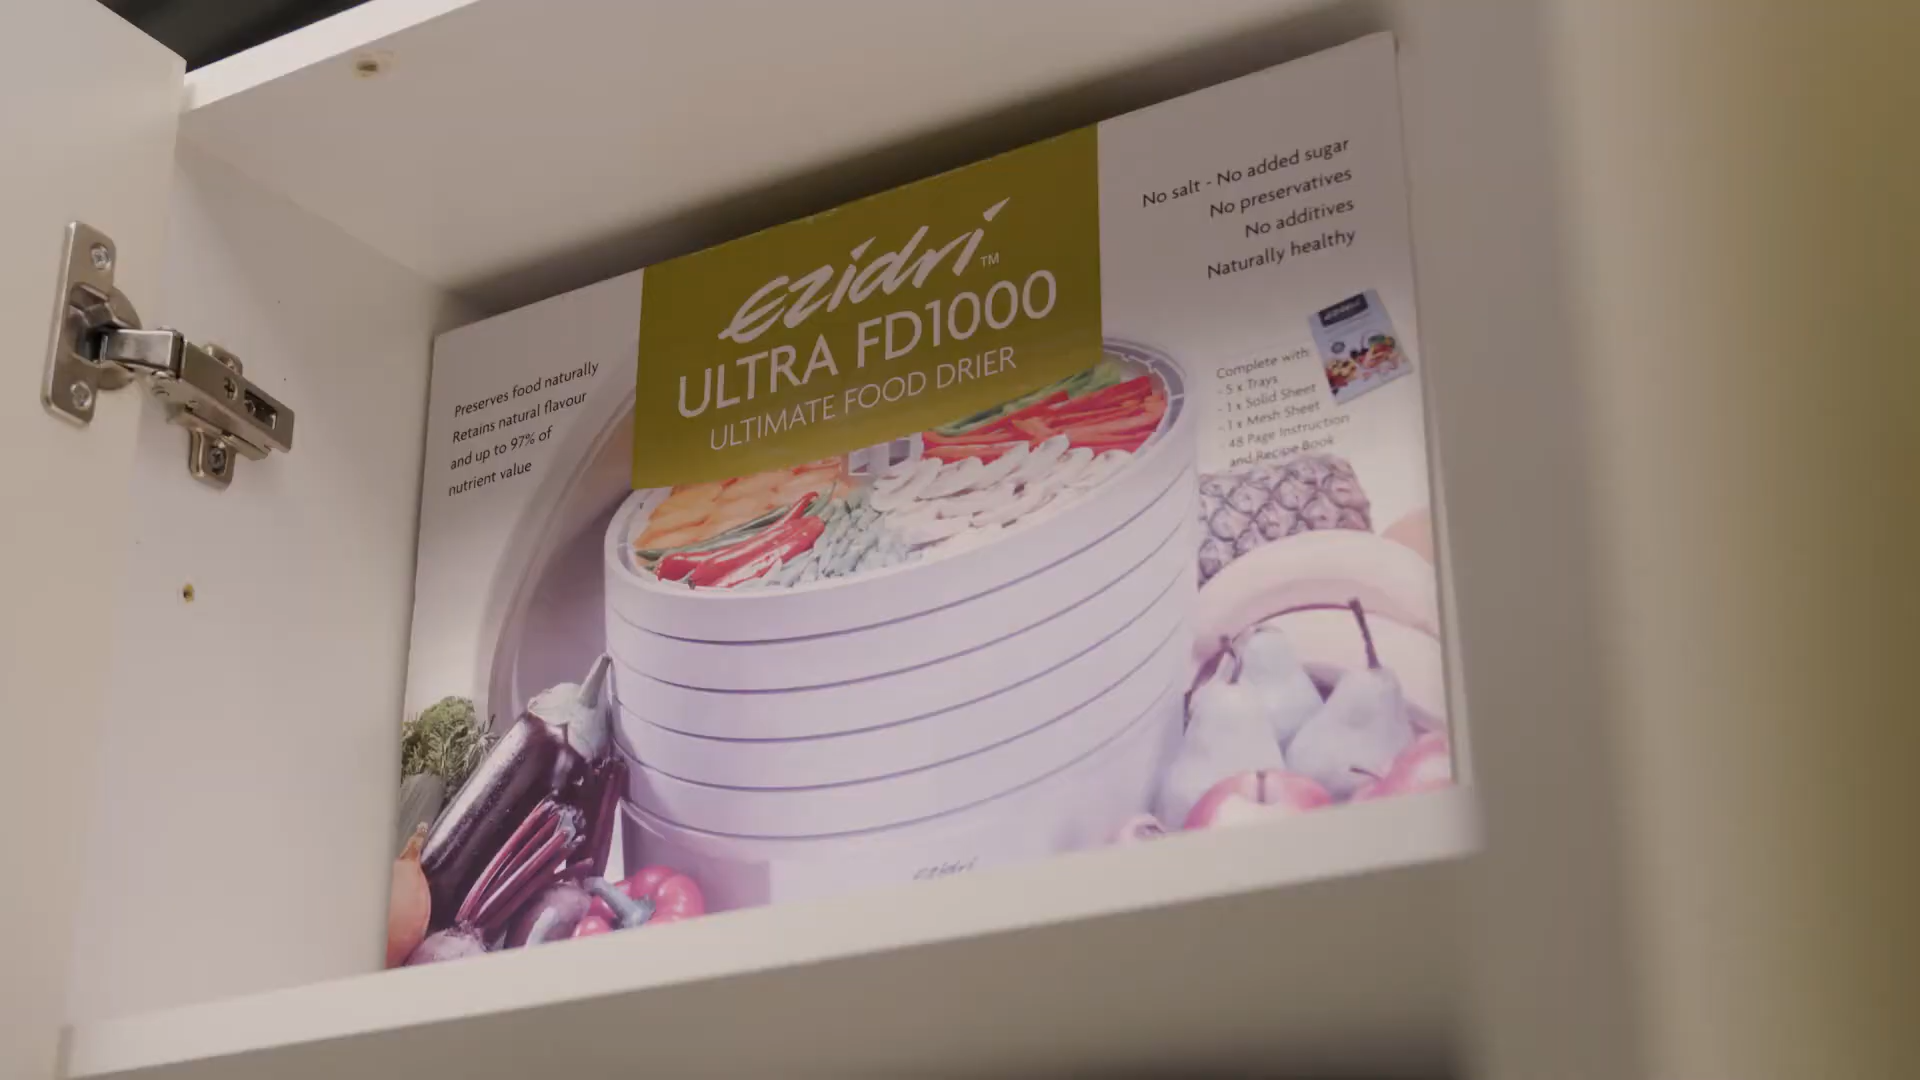 ezidri™
ULTRA FD1000
ULTIMATE FOOD DRIER
Preserves food naturally
Retains natural flavour
and up to 97% of
nutrient value
No salt - No added sugar
No preservatives
No additives
Naturally healthy
Complete with:
- 5 x Trays
- 1 x Solid Sheet
- 1 x Mesh Sheet
48 Page Instruction
and Recipe Book
ezidri